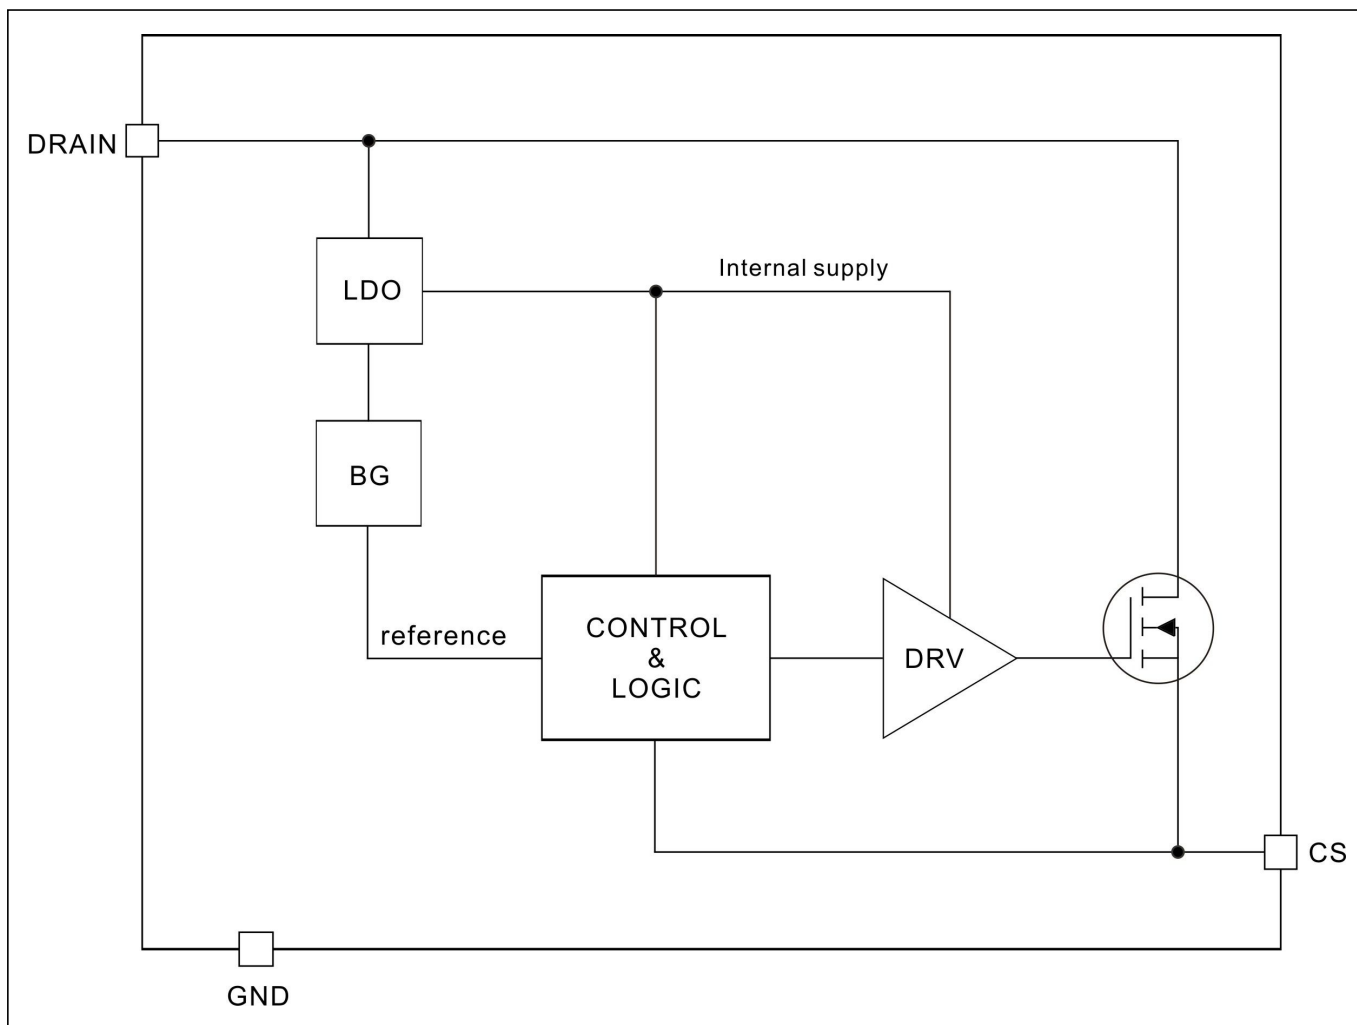 DRAIN
LDO
Internal supply
BG
reference
CONTROL
&
LOGIC
DRV
CS
GND